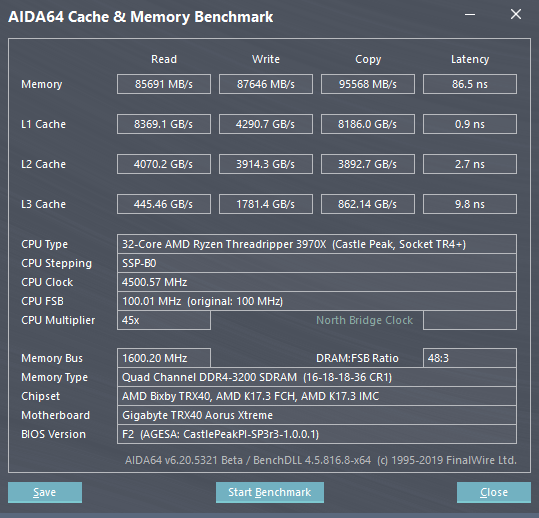 AIDA64 Cache & Memory Benchmark
Read Write Copy Latency
Memory 85691 MB/s 87646 MB/s 95568 MB/s 86.5 ns
L1 Cache 8369.1 GB/s 4290.7 GB/s 8186.0 GB/s 0.9 ns
L2 Cache 4070.2 GB/s 3914.3 GB/s 3892.7 GB/s 2.7 ns
L3 Cache 445.46 GB/s 1781.4 GB/s 862.14 GB/s 9.8 ns
CPU Type 32-Core AMD Ryzen Threadripper 3970X (Castle Peak, Socket TR4+)
CPU Stepping SSP-B0
CPU Clock 4500.57 MHz
CPU FSB 100.01 MHz (original: 100 MHz)
CPU Multiplier 45x North Bridge Clock
Memory Bus 1600.20 MHz DRAM:FSB Ratio 48:3
Memory Type Quad Channel DDR4-3200 SDRAM (16-18-18-36 CR1)
Chipset AMD Bixby TRX40, AMD K17.3 FCH, AMD K17.3 IMC
Motherboard Gigabyte TRX40 Aorus Xtreme
BIOS Version F2 (AGESA: CastlePeakPI-SP3r3-1.0.0.1)
AIDA64 v6.20.5321 Beta / BenchDLL 4.5.816.8-x64 (c) 1995-2019 FinalWire Ltd.
Save Start Benchmark Close